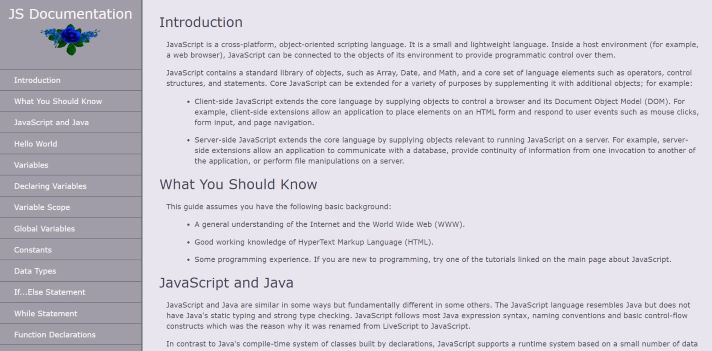 JS Documentation
Introduction
What You Should Know
JavaScript and Java
Hello World
Variables
Declaring Variables
Variable Scope
Global Variables
Constants
Data Types
If...Else Statement
While Statement
Function Declarations
Introduction
JavaScript is a cross-platform, object-oriented scripting language. It is a small and lightweight language. Inside a host environment (for example,
a web browser), JavaScript can be connected to the objects of its environment to provide programmatic control over them.
JavaScript contains a standard library of objects, such as Array, Date, and Math, and a core set of language elements such as operators, control
structures, and statements. Core JavaScript can be extended for a variety of purposes by supplementing it with additional objects; for example:
• Client-side JavaScript extends the core language by supplying objects to control a browser and its Document Object Model (DOM). For
example, client-side extensions allow an application to place elements on an HTML form and respond to user events such as mouse clicks,
form input, and page navigation.
• Server-side JavaScript extends the core language by supplying objects relevant to running JavaScript on a server. For example, server-
side extensions allow an application to communicate with a database, provide continuity of information from one invocation to another of
the application, or perform file manipulations on a server.
What You Should Know
This guide assumes you have the following basic background:
• A general understanding of the Internet and the World Wide Web (WWW).
• Good working knowledge of HyperText Markup Language (HTML).
• Some programming experience. If you are new to programming, try one of the tutorials linked on the main page about JavaScript.
JavaScript and Java
JavaScript and Java are similar in some ways but fundamentally different in some others. The JavaScript language resembles Java but does not
have Java's static typing and strong type checking. JavaScript follows most Java expression syntax, naming conventions and basic control-flow
constructs which was the reason why it was renamed from LiveScript to JavaScript.
In contrast to Java's compile-time system of classes built by declarations, JavaScript supports a runtime system based on a small number of data